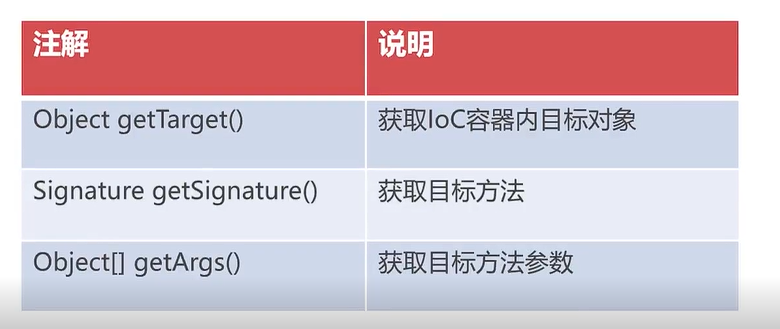 注解 说明
Object getTarget() 获取IoC容器内目标对象
Signature getSignature() 获取目标方法
Object[] getArgs() 获取目标方法参数